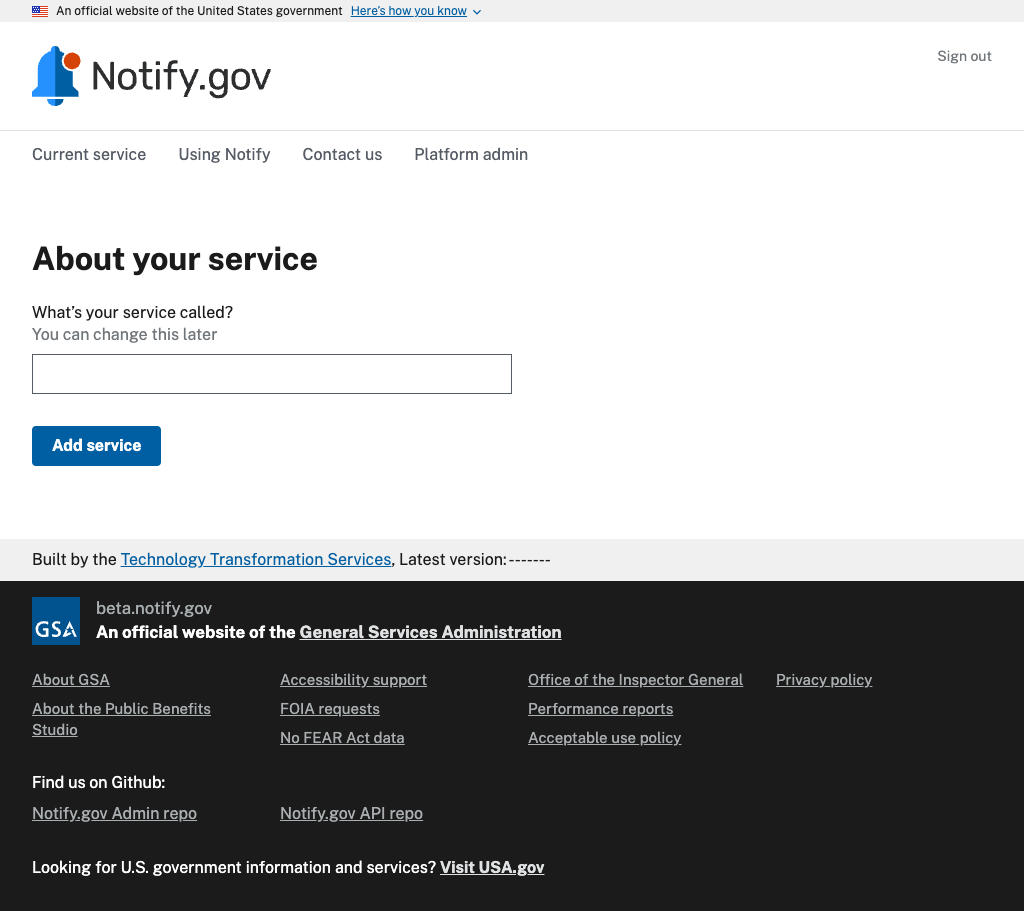 An official website of the United States government Here's how you know
Notify.gov
Sign out
Current service Using Notify Contact us Platform admin
About your service
What's your service called?
You can change this later
Add service
Built by the Technology Transformation Services, Latest version: -------
GSA
beta.notify.gov
An official website of the General Services Administration
About GSA
About the Public Benefits
Studio
Accessibility support
FOIA requests
No FEAR Act data
Office of the Inspector General
Performance reports
Acceptable use policy
Privacy policy
Find us on Github:
Notify.gov Admin repo
Notify.gov API repo
Looking for U.S. government information and services? Visit USA.gov